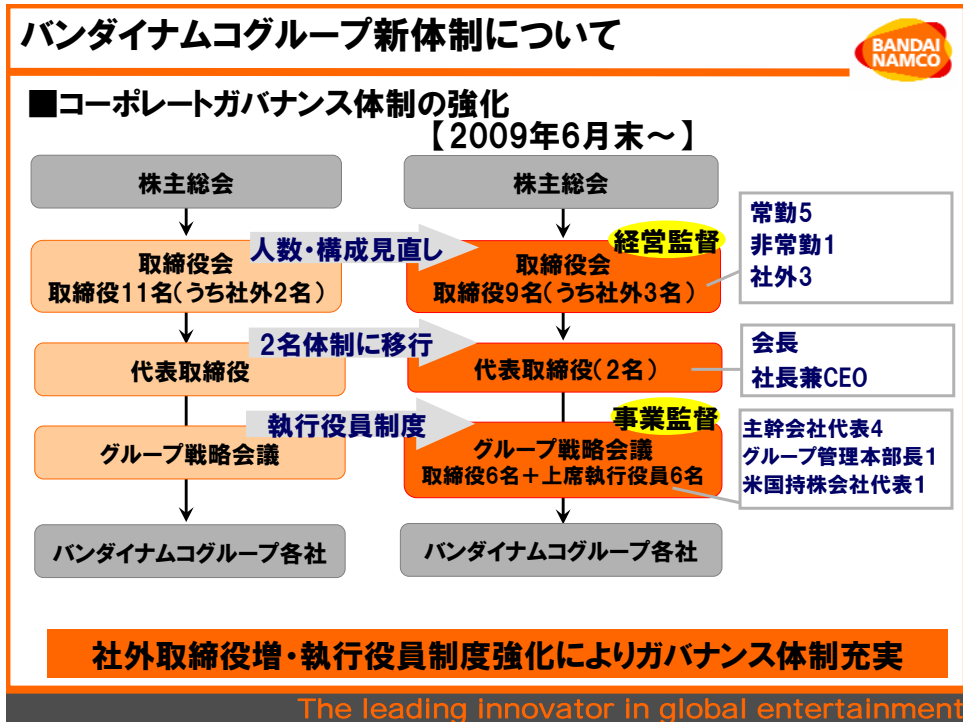 バンダイナムコグループ新体制について
BANDAI
NAMCO
■コーポレートガバナンス体制の強化
【2009年6月末～】
株主総会
取締役会
取締役11名(うち社外2名)
代表取締役
グループ戦略会議
バンダイナムコグループ各社
人数・構成見直し
2名体制に移行
執行役員制度
株主総会
経営監督
取締役会
取締役9名(うち社外3名)
代表取締役(2名)
事業監督
グループ戦略会議
取締役6名＋上席執行役員6名
バンダイナムコグループ各社
常勤5
非常勤1
社外3
会長
社長兼CEO
主幹会社代表4
グループ管理本部長1
米国持株会社代表1
社外取締役増・執行役員制度強化によりガバナンス体制充実
The leading innovator in global entertainment